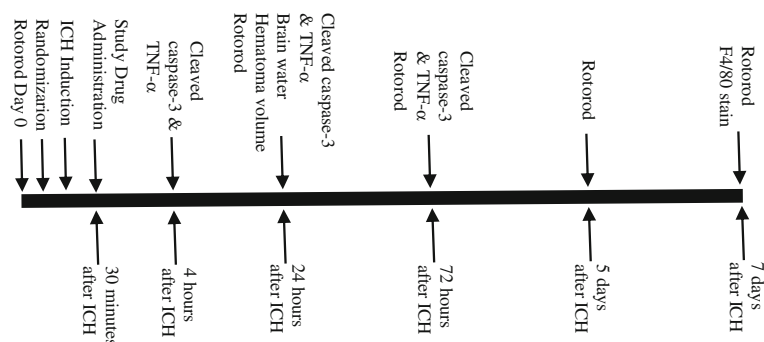 Rotorod
F4/80 stain
7 days
after ICH
Rotorod
5 days
after ICH
Cleaved
caspase-3
& TNF-α
Rotorod
72 hours
after ICH
Cleaved caspase-3
& TNF-α
Brain water
Hematoma volume
Rotorod
24 hours
after ICH
Cleaved
caspase-3 &
TNF-α
4 hours
after ICH
Study Drug
Administration
30 minutes
after ICH
ICH Induction
Randomizarion
Rotorod Day 0